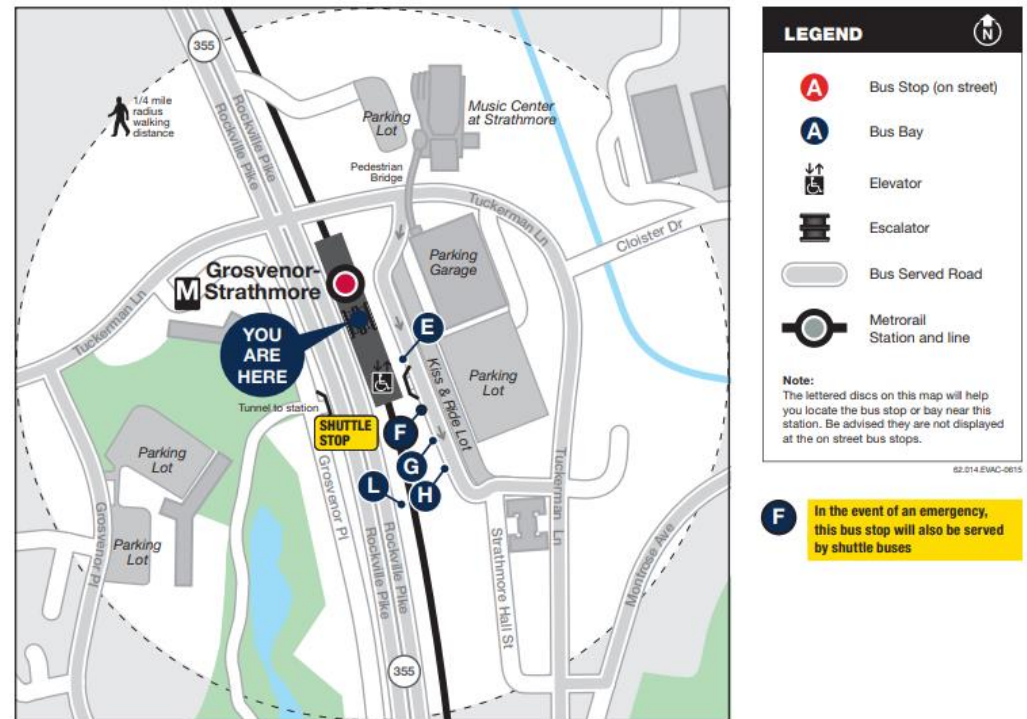 355
1/4 mile
radius
walking
distance
Rockville Pike
Rockville Pike
Parking
Lot
Music Center
at Strathmore
Pedestrian
Bridge
Tuckerman Ln
Cloister Dr
Parking
Garage
M
Grosvenor-
Strathmore
Tuckerman Ln
YOU
ARE
HERE
E
Kiss & Ride Lot
Parking
Lot
Tunnel to station
SHUTTLE
STOP
F
G
H
L
Parking
Lot
Grosvenor Pl
Rockville Pike
Rockville Pike
Tuckerman Ln
Strathmore Hall St
Montrose Ave
Grosvenor Pl
Parking
Lot
355
LEGEND
N
A Bus Stop (on street)
A Bus Bay
Elevator
Escalator
Bus Served Road
Metrorail
Station and line
Note:
The lettered discs on this map will help
you locate the bus stop or bay near this
station. Be advised they are not displayed
at the on street bus stops.
62.014.EVAC-0615
F
In the event of an emergency,
this bus stop will also be served
by shuttle buses